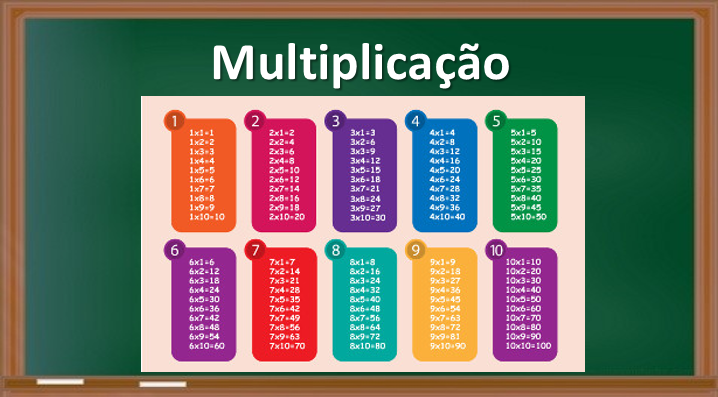 Multiplicação
1
1x1=1
1x2=2
1x3=3
1x4=4
1x5=5
1x6=6
1x7=7
1x8=8
1x9=9
1x10=10
2
2x1=2
2x2=4
2x3=6
2x4=8
2x5=10
2x6=12
2x7=14
2x8=16
2x9=18
2x10=20
3
3x1=3
3x2=6
3x3=9
3x4=12
3x5=15
3x6=18
3x7=21
3x8=24
3x9=27
3x10=30
4
4x1=4
4x2=8
4x3=12
4x4=16
4x5=20
4x6=24
4x7=28
4x8=32
4x9=36
4x10=40
5
5x1=5
5x2=10
5x3=15
5x4=20
5x5=25
5x6=30
5x7=35
5x8=40
5x9=45
5x10=50
6
6x1=6
6x2=12
6x3=18
6x4=24
6x5=30
6x6=36
6x7=42
6x8=48
6x9=54
6x10=60
7
7x1=7
7x2=14
7x3=21
7x4=28
7x5=35
7x6=42
7x7=49
7x8=56
7x9=63
7x10=70
8
8x1=8
8x2=16
8x3=24
8x4=32
8x5=40
8x6=48
8x7=56
8x8=64
8x9=72
8x10=80
9
9x1=9
9x2=18
9x3=27
9x4=36
9x5=45
9x6=54
9x7=63
9x8=72
9x9=81
9x10=90
10
10x1=10
10x2=20
10x3=30
10x4=40
10x5=50
10x6=60
10x7=70
10x8=80
10x9=90
10x10=100